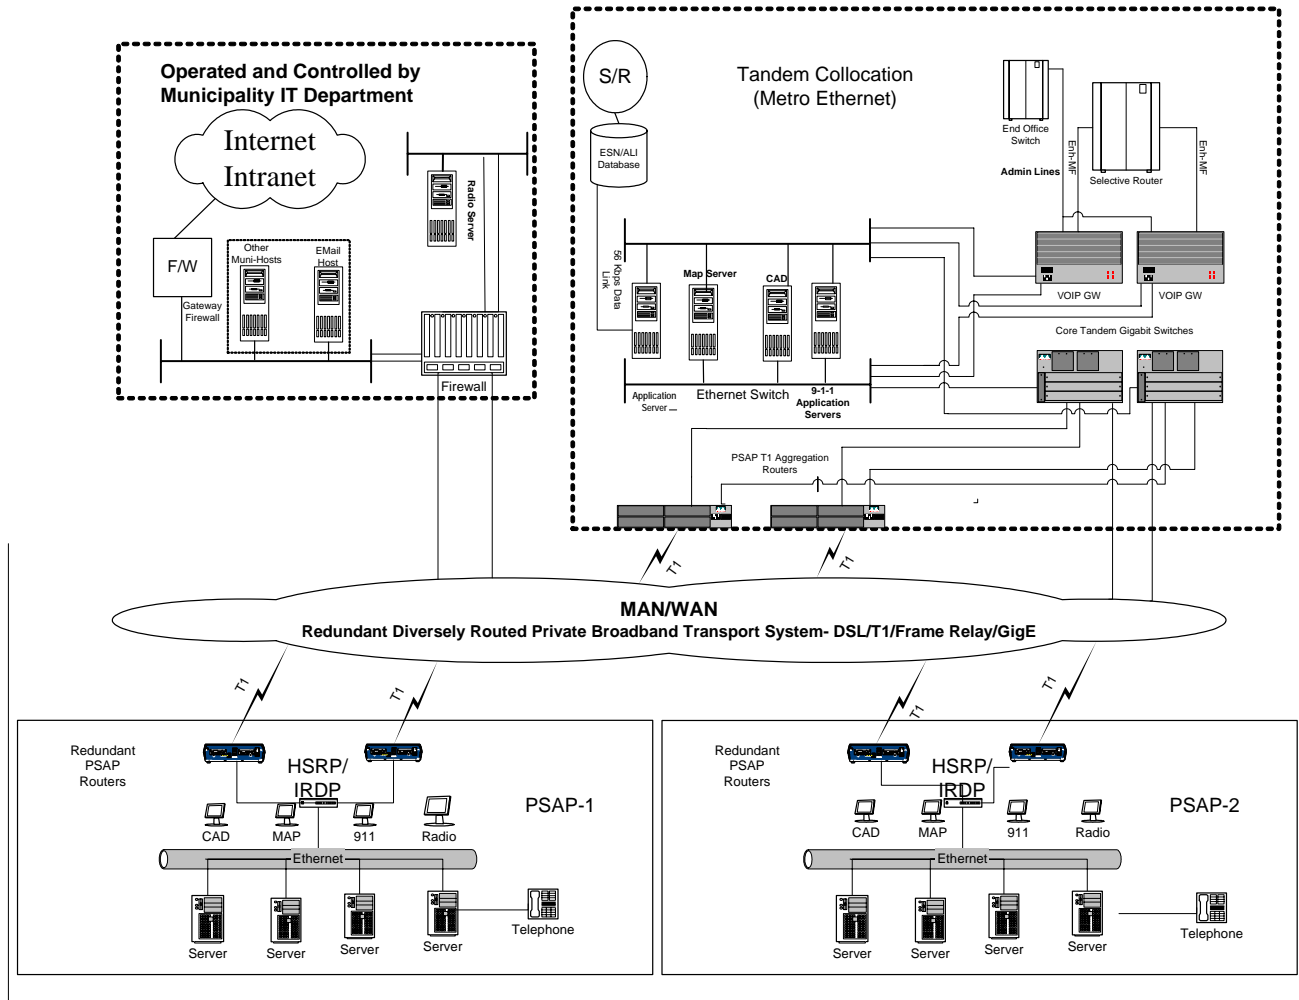 Operated and Controlled by
Municipality IT Department
Internet
Intranet
Radio Server
F/W
Gateway
Firewall
Other
Muni-Hosts
EMail
Host
Firewall
S/R
ESN/ALI
Database
Tandem Collocation
(Metro Ethernet)
End Office
Switch
Admin Lines
Enh-MF
Selective Router
Enh-MF
56 Kbps Data
Link
Map Server
CAD
VOIP GW
VOIP GW
Core Tandem Gigabit Switches
Application
Server
Ethernet Switch
9-1-1
Application
Servers
PSAP T1 Aggregation
Routers
T1
T1
MAN/WAN
Redundant Diversely Routed Private Broadband Transport System- DSL/T1/Frame Relay/GigE
T1
T1
T1
T1
Redundant
PSAP
Routers
HSRP/
IRDP
PSAP-1
CAD
MAP
911
Radio
Ethernet
Server
Server
Server
Server
Telephone
Redundant
PSAP
Routers
HSRP/
IRDP
PSAP-2
CAD
MAP
911
Radio
Ethernet
Server
Server
Server
Server
Telephone